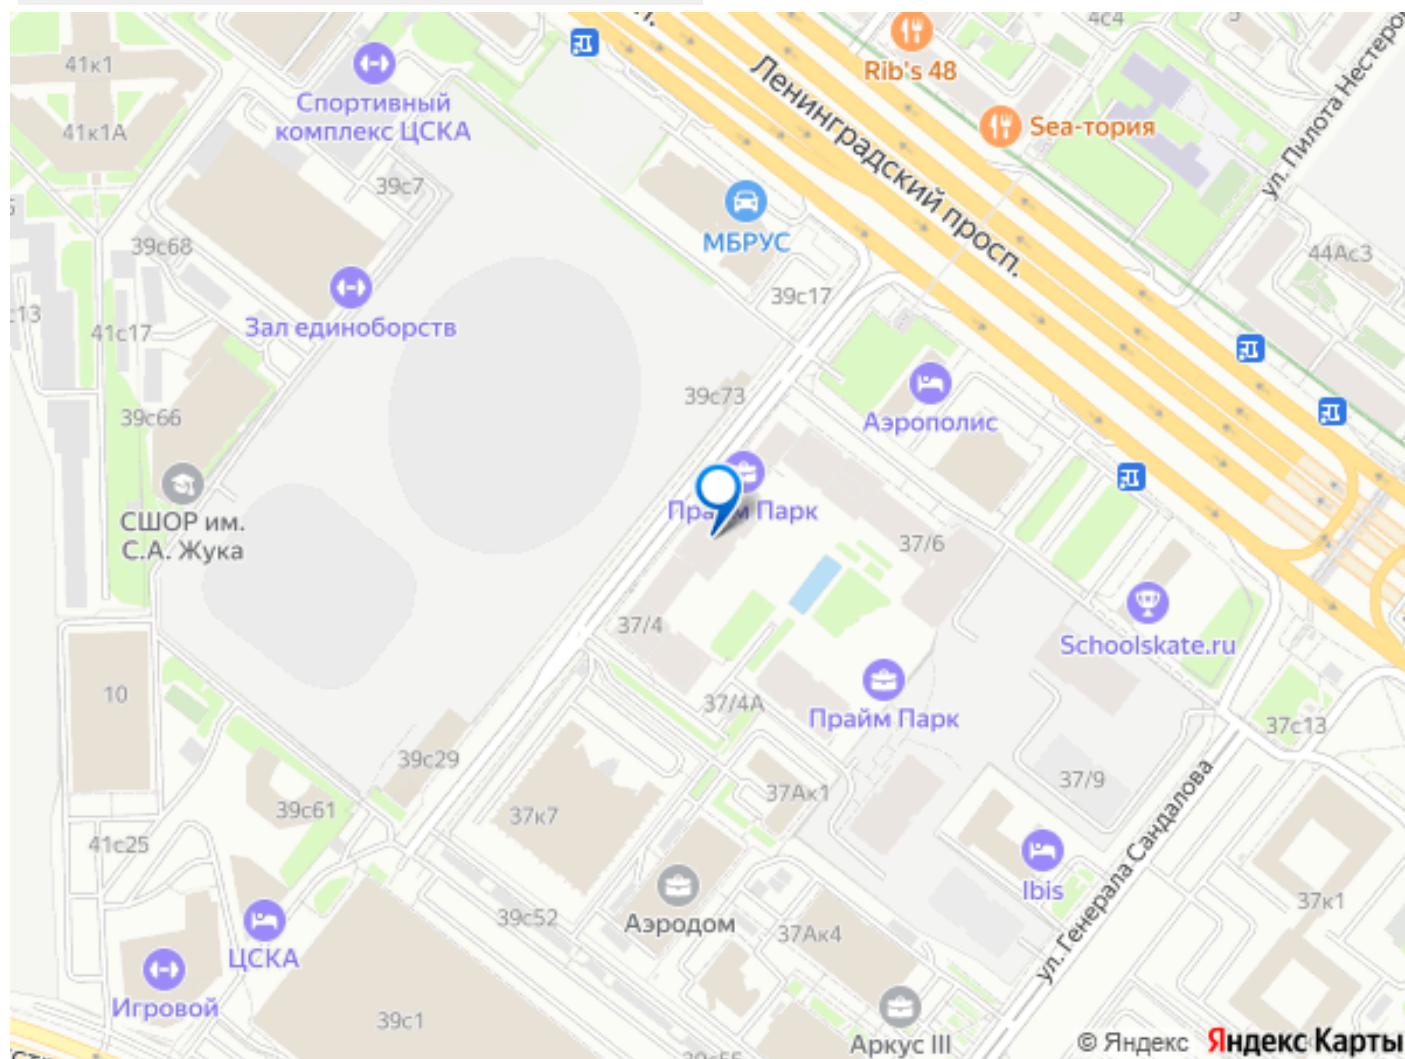 4с4
41к1
Rib's 48
Спортивный
комплекс ЦСКА
41к1А
Sea-тория
Ленинградский просп.
39с7
МБРУС
39с68
44Ас3
39с17
Зал единоборств
41с17
39с73
39с66
Аэрополис
СШОР им.
С.А. Жука
Прайм Парк
37/6
37/4
Schoolskate.ru
10
37/4А
Прайм Парк
37с13
39с29
37/9
37Ак1
39с61
37к7
41с25
ул. Генерала Сандалова
Ibis
37к1
39с52
Аэродом
37Ак4
ЦСКА
Игровой
39с1
Аркус III
© Яндекс Яндекс Карты